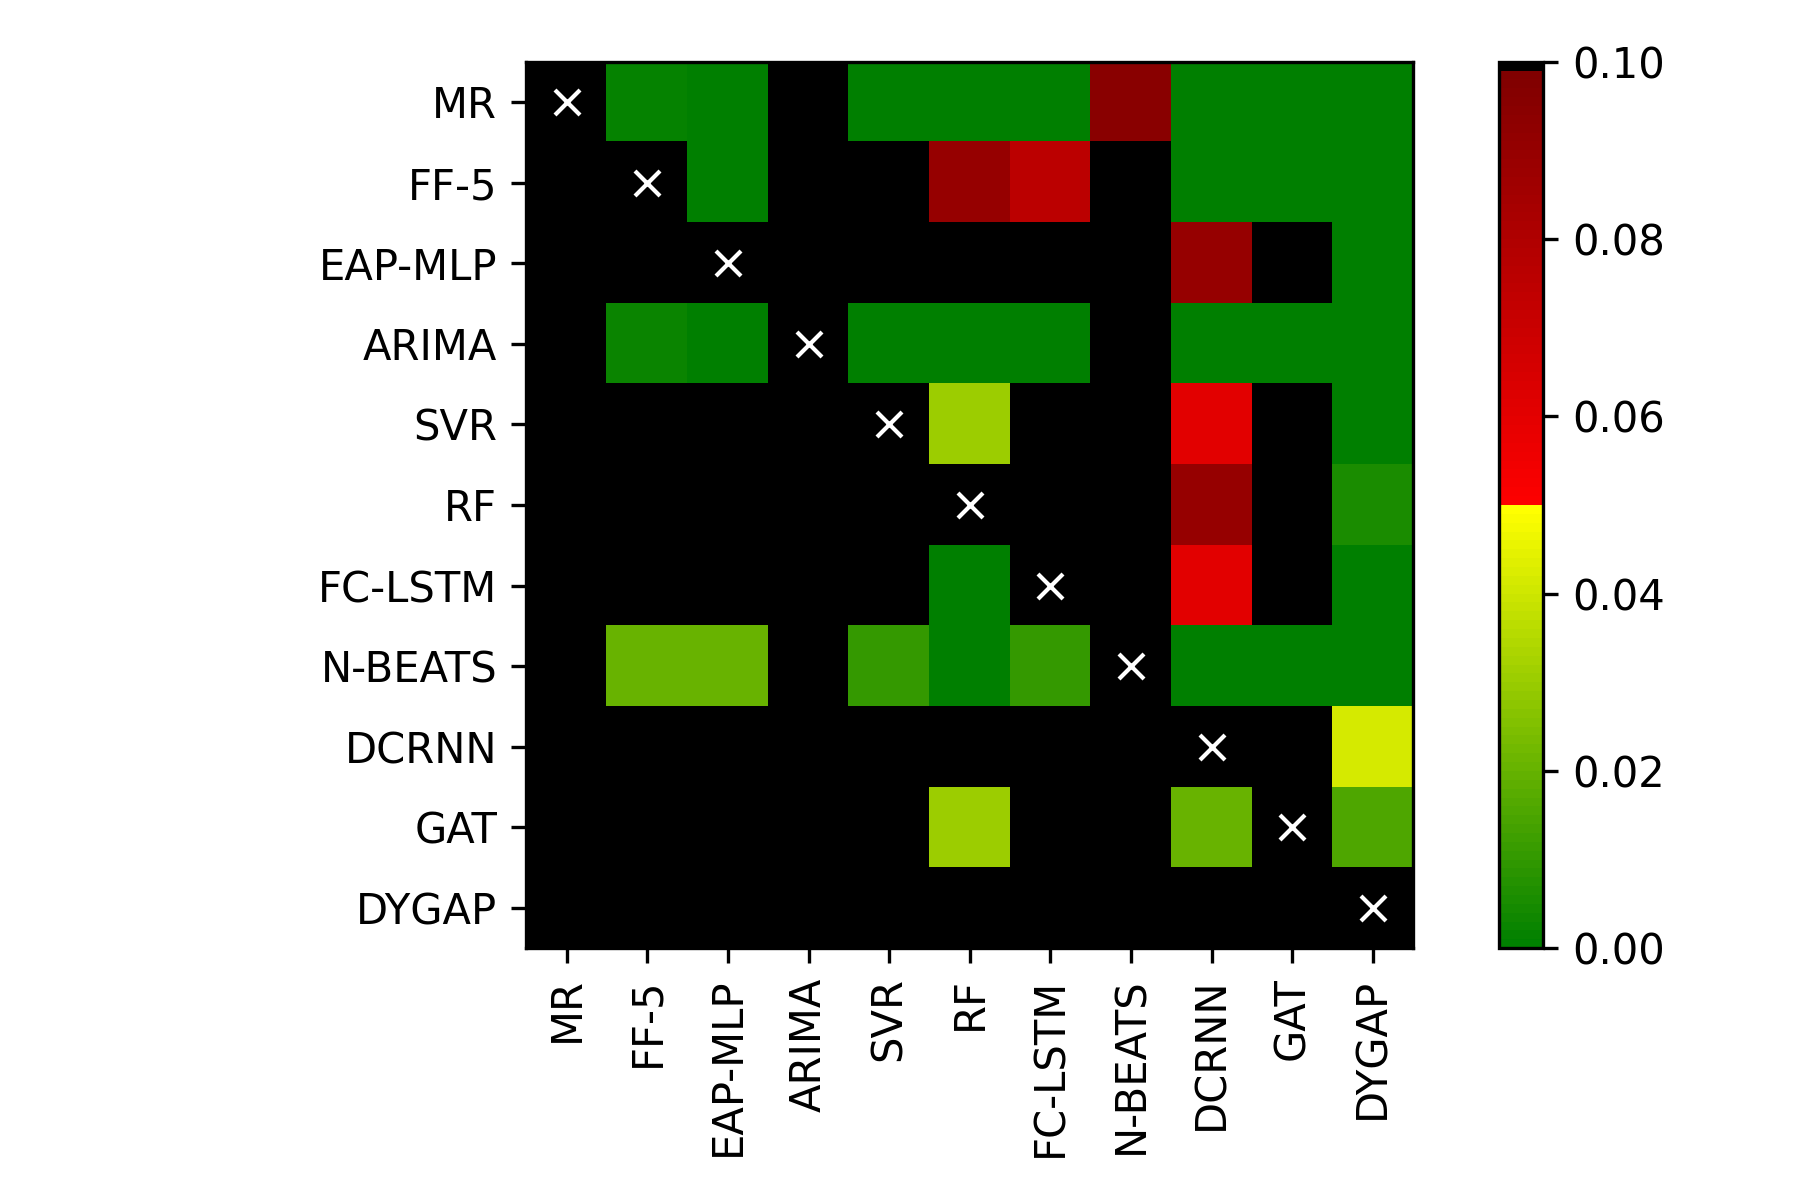 MR
FF-5
EAP-MLP
ARIMA
SVR
RF
FC-LSTM
N-BEATS
DCRNN
GAT
DYGAP
MR
FF-5
EAP-MLP
ARIMA
SVR
RF
FC-LSTM
N-BEATS
DCRNN
GAT
DYGAP
0.10
0.08
0.06
0.04
0.02
0.00